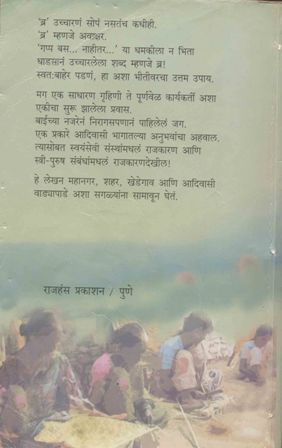 'ब्र' उच्चारणं सोपं नसतंच कधीही.
'ब्र' म्हणजे अवाक्षर.
'गप्प बस... नाहीतर...' या धमकीला न भिता
धाडसानं उच्चारलेला शब्द म्हणजे ब्र!
स्वत:बाहेर पडणं, हा अशा भीतीवरचा उत्तम उपाय.
मग एक साधारण गृहिणी ते पूर्णवेळ कार्यकर्ती अशा
एकीचा सुरू झालेला प्रवास.
बाईच्या नजरेनं निरागसपणानं पाहिलेलं जग.
एक प्रकारे आदिवासी भागातल्या अनुभवांचा अहवाल.
त्यासोबत स्वयंसेवी संस्थांमधलं राजकारण आणि
स्त्री-पुरुष संबंधांमधलं राजकारणदेखील!
हे लेखन महानगर, शहर, खेडेगाव आणि आदिवासी
वाड्यापाडे अशा सगळ्यांना सामावून घेतं.
राजहंस प्रकाशन / पुणे